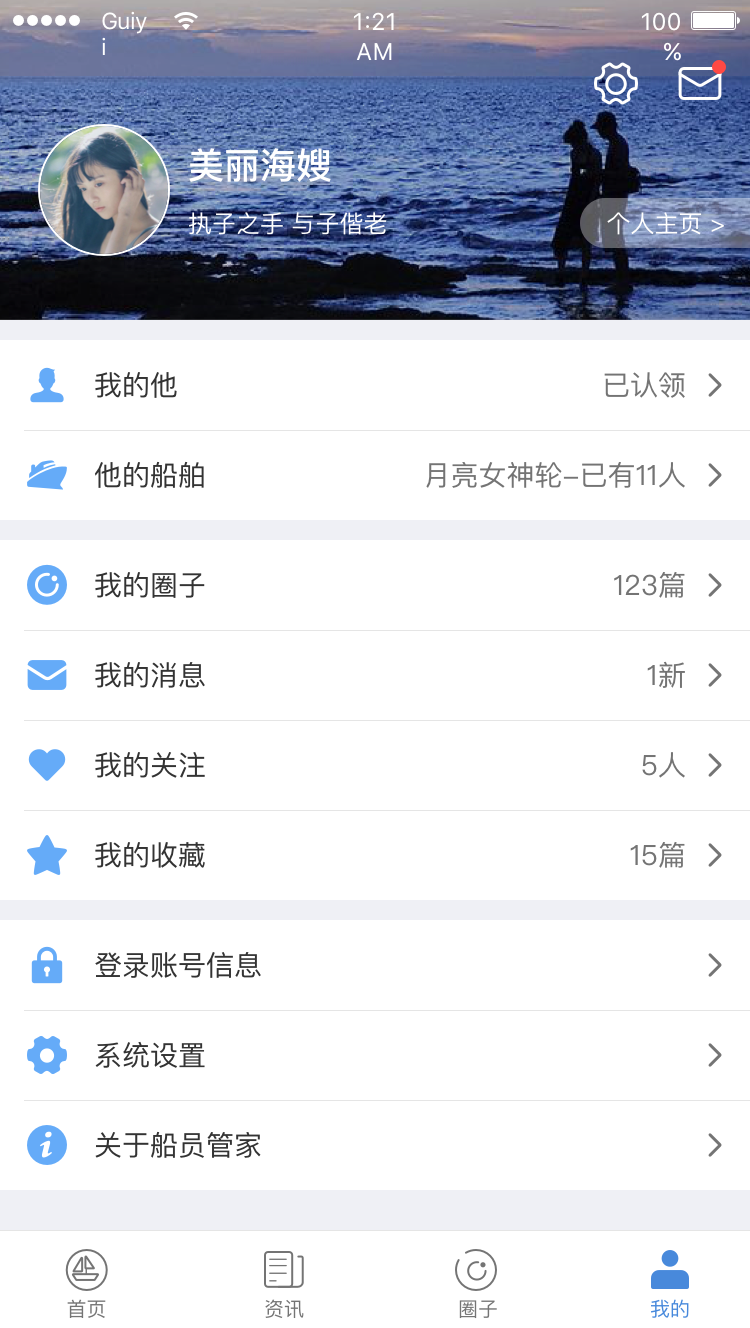 Guiyi 1:21 AM 100%
美丽海嫂
执子之手 与子偕老
个人主页 >
我的他 已认领
他的船舶 月亮女神轮–已有11人
我的圈子 123篇
我的消息 1新
我的关注 5人
我的收藏 15篇
登录账号信息
系统设置
关于船员管家
首页 资讯 圈子 我的